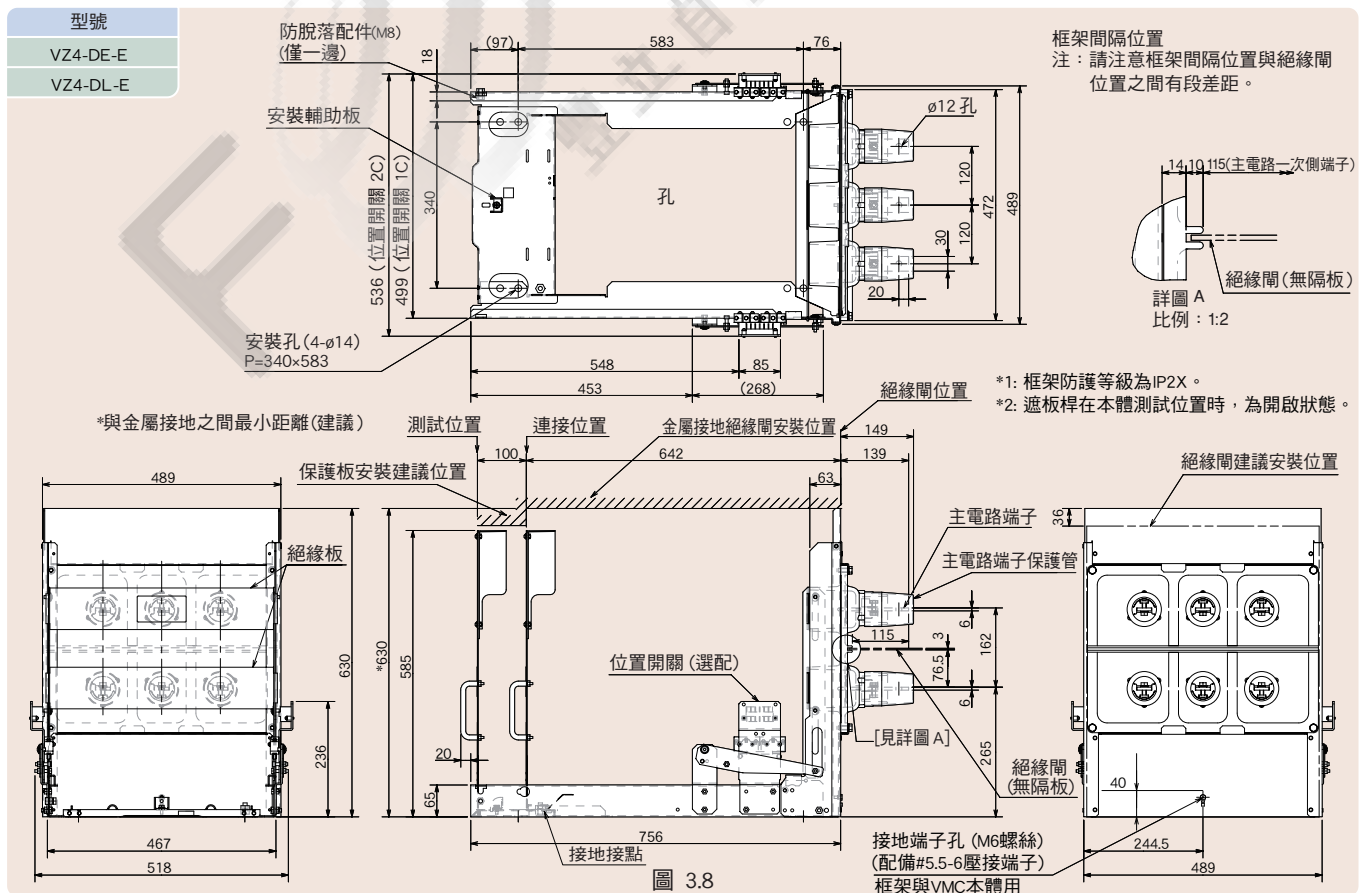 型號
VZ4-DE-E
VZ4-DL-E
防脫落配件(M8)
(僅一邊)
(97)
583
76
18
安裝輔助板
536 (位置開關 2C)
499 (位置開關 1C)
340
孔
ø12 孔
120
120
30
20
472
489
安裝孔(4-ø14)
P=340×583
548
85
453
(268)
框架間隔位置
注:請注意框架間隔位置與絕緣閘
位置之間有段差距。
14
10
115(主電路一次側端子)
絕緣閘(無隔板)
詳圖 A
比例:1:2
*1: 框架防護等級為IP2X。
*2: 遮板桿在本體測試位置時,為開啟狀態。
*與金屬接地之間最小距離(建議)
測試位置
連接位置
金屬接地絕緣閘安裝位置
絕緣閘位置
149
100
642
139
保護板安裝建議位置
63
絕緣閘建議安裝位置
489
絕緣板
630
236
467
518
*630
585
20
65
位置開關 (選配)
756
接地接點
主電路端子
主電路端子保護管
6
115
3
76.5
162
6
265
[見詳圖 A]
絕緣閘
(無隔板)
36
40
244.5
489
接地端子孔 (M6螺絲)
(配備#5.5-6壓接端子)
框架與VMC本體用
圖 3.8